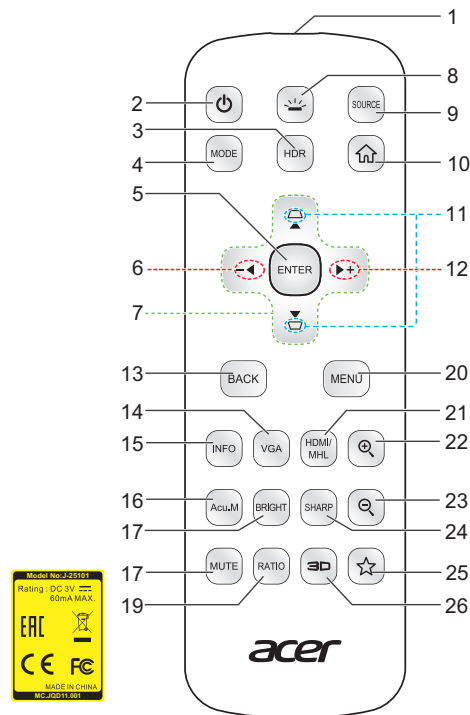 1
2
8
SOURCE
9
3
4
MODE
HDR
10
5
11
6
ENTER
12
7
13
BACK
MENU
20
14
21
15
INFO
VGA
HDMI/
MHL
22
16
Acu.M
BRIGHT
SHARP
23
17
24
17
MUTE
RATIO
3D
25
19
26
acer
Model No:J-25101
Rating : DC 3V
60mA MAX.
EAC
CE FC
MADE IN CHINA
MC.JQD11.001